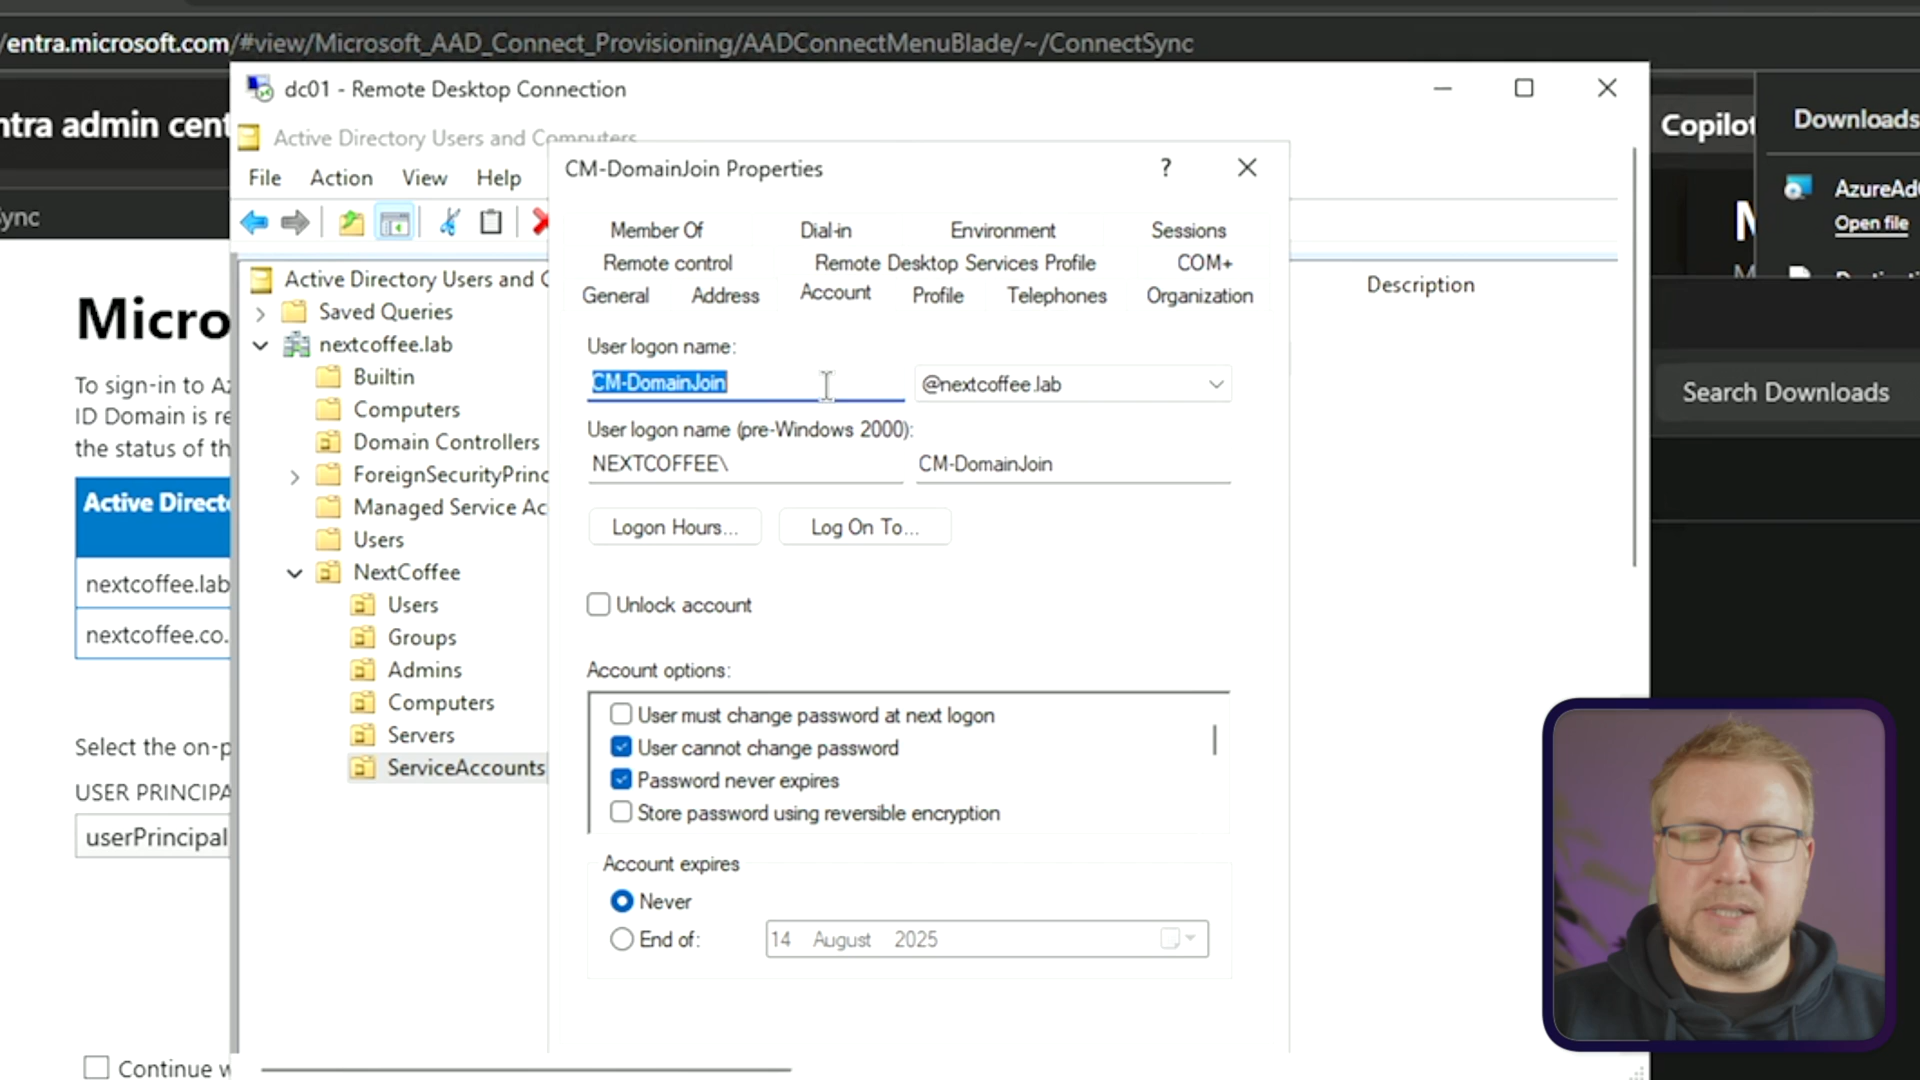 /entra.microsoft.com/#view/Microsoft_AAD_Connect_Provisioning/AADConnectMenuBlade/~/ConnectSync
ntra admin cent
ync
Micro
To sign-in to Az
ID Domain is re
the status of th
Active Directo
nextcoffee.lab
nextcoffee.co.
Select the on-p
USER PRINCIPA
userPrincipal
Continue w
dc01 - Remote Desktop Connection
Active Directory Users and Computers
File Action View Help
Active Directory Users and C
Saved Queries
nextcoffee.lab
Builtin
Computers
Domain Controllers
ForeignSecurityPrinc
Managed Service Ac
Users
NextCoffee
Users
Groups
Admins
Computers
Servers
ServiceAccounts
CM-DomainJoin Properties
?
Member Of Dial-in Environment Sessions
Remote control Remote Desktop Services Profile COM+
General Address Account Profile Telephones Organization
User logon name:
CM-DomainJoin @nextcoffee.lab
User logon name (pre-Windows 2000):
NEXTCOFFEE\ CM-DomainJoin
Logon Hours... Log On To...
Unlock account
Account options:
User must change password at next logon
User cannot change password
Password never expires
Store password using reversible encryption
Account expires
Never
End of: 14 August 2025
Description
Copilot
Downloads
AzureAd
Open file
Search Downloads